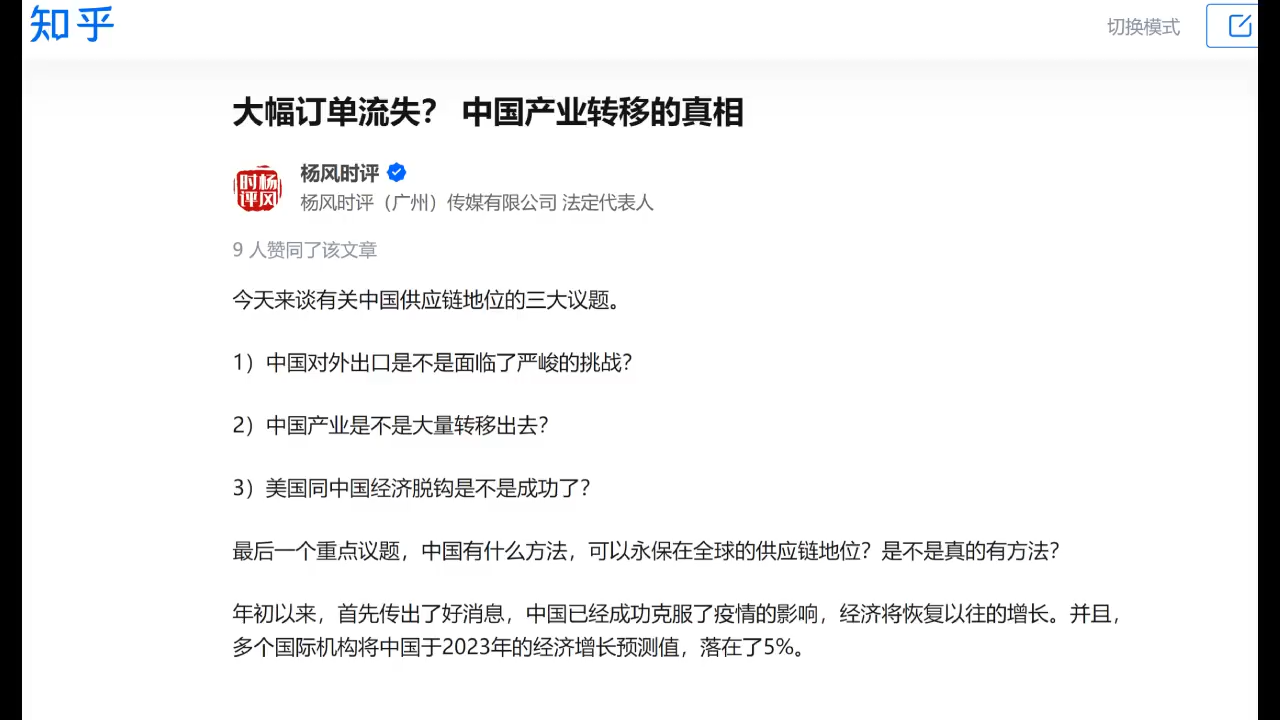 知乎
切换模式
大幅订单流失? 中国产业转移的真相
时杨
评风
杨风时评
杨风时评（广州）传媒有限公司 法定代表人
9 人赞同了该文章
今天来谈有关中国供应链地位的三大议题。
1）中国对外出口是不是面临了严峻的挑战？
2）中国产业是不是大量转移出去？
3）美国同中国经济脱钩是不是成功了？
最后一个重点议题，中国有什么方法，可以永保在全球的供应链地位？是不是真的有方法？
年初以来，首先传出了好消息，中国已经成功克服了疫情的影响，经济将恢复以往的增长。并且，
多个国际机构将中国于2023年的经济增长预测值，落在了5%。